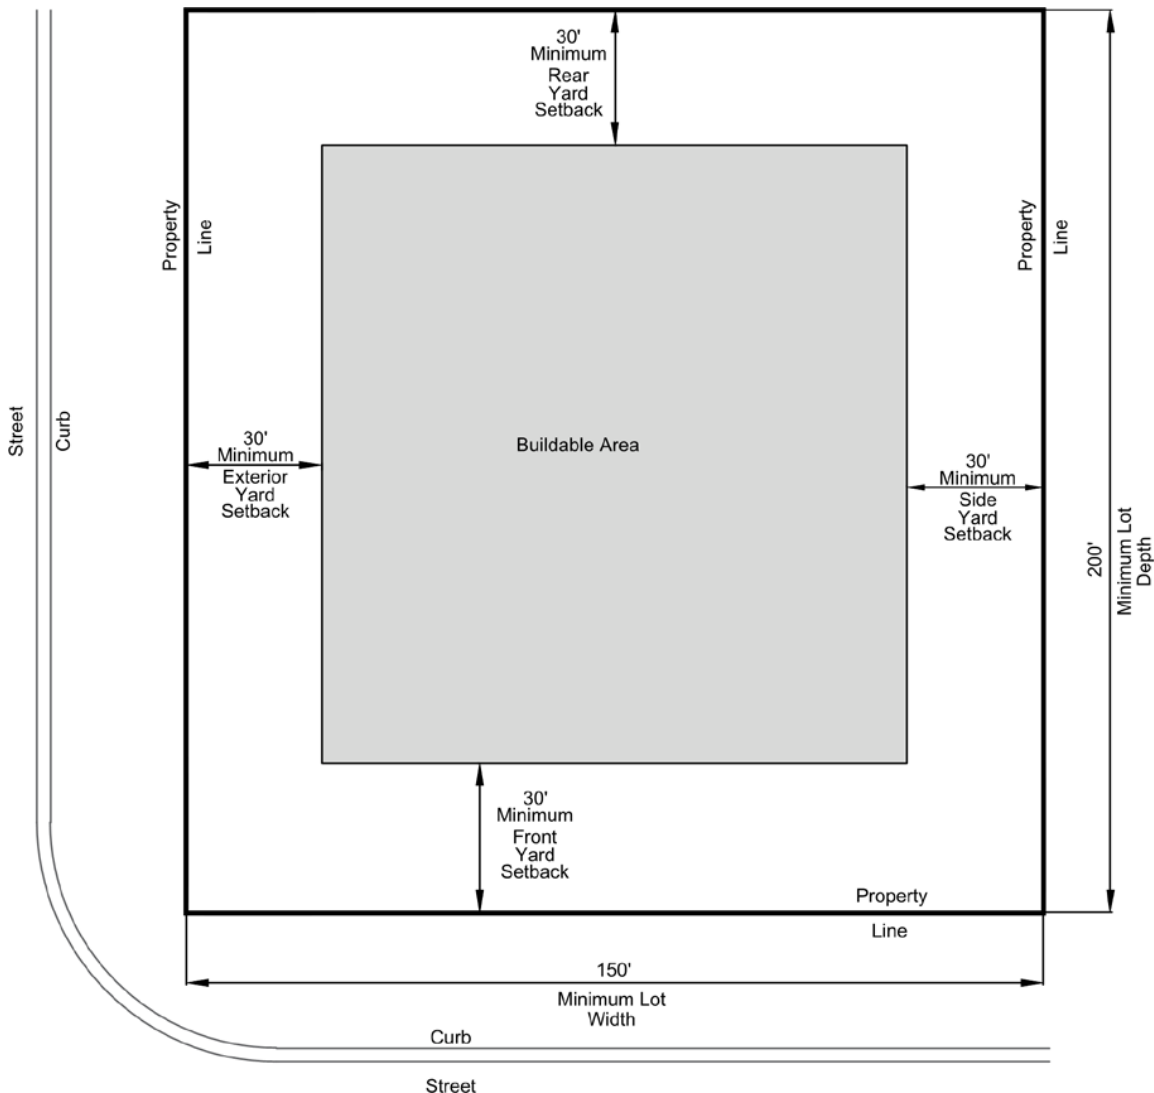 30'
Minimum
Rear
Yard
Setback
Property
Line
Property
Line
Street
Curb
Buildable Area
30'
Minimum
Exterior
Yard
Setback
30'
Minimum
Side
Yard
Setback
200'
Minimum Lot
Depth
30'
Minimum
Front
Yard
Setback
Property
Line
150'
Minimum Lot
Width
Curb
Street